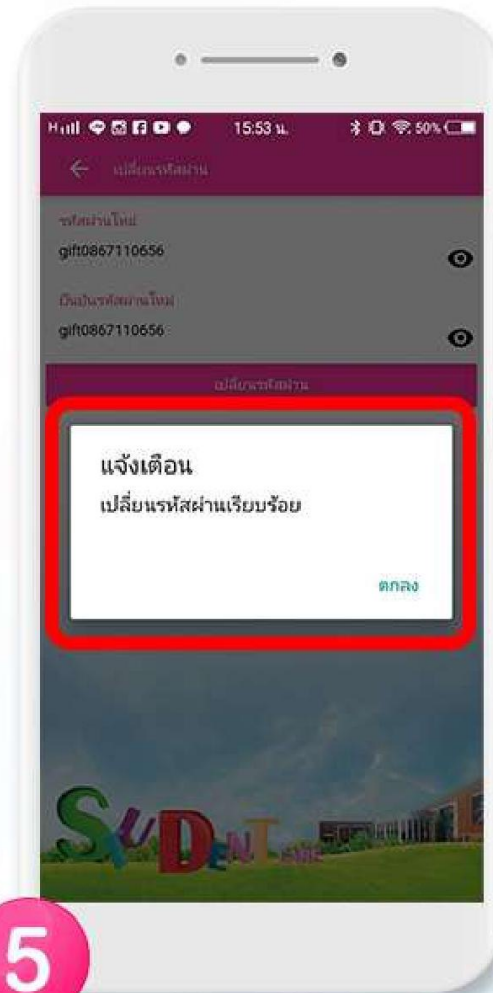 H 15:53 น. 50%
เปลี่ยนรหัสผ่าน
รหัสผ่านใหม่
gift0867110656
ยืนยันรหัสผ่านใหม่
gift0867110656
เปลี่ยนรหัสผ่าน
แจ้งเตือน
เปลี่ยนรหัสผ่านเรียบร้อย
ตกลง
STUDENT CARE
5